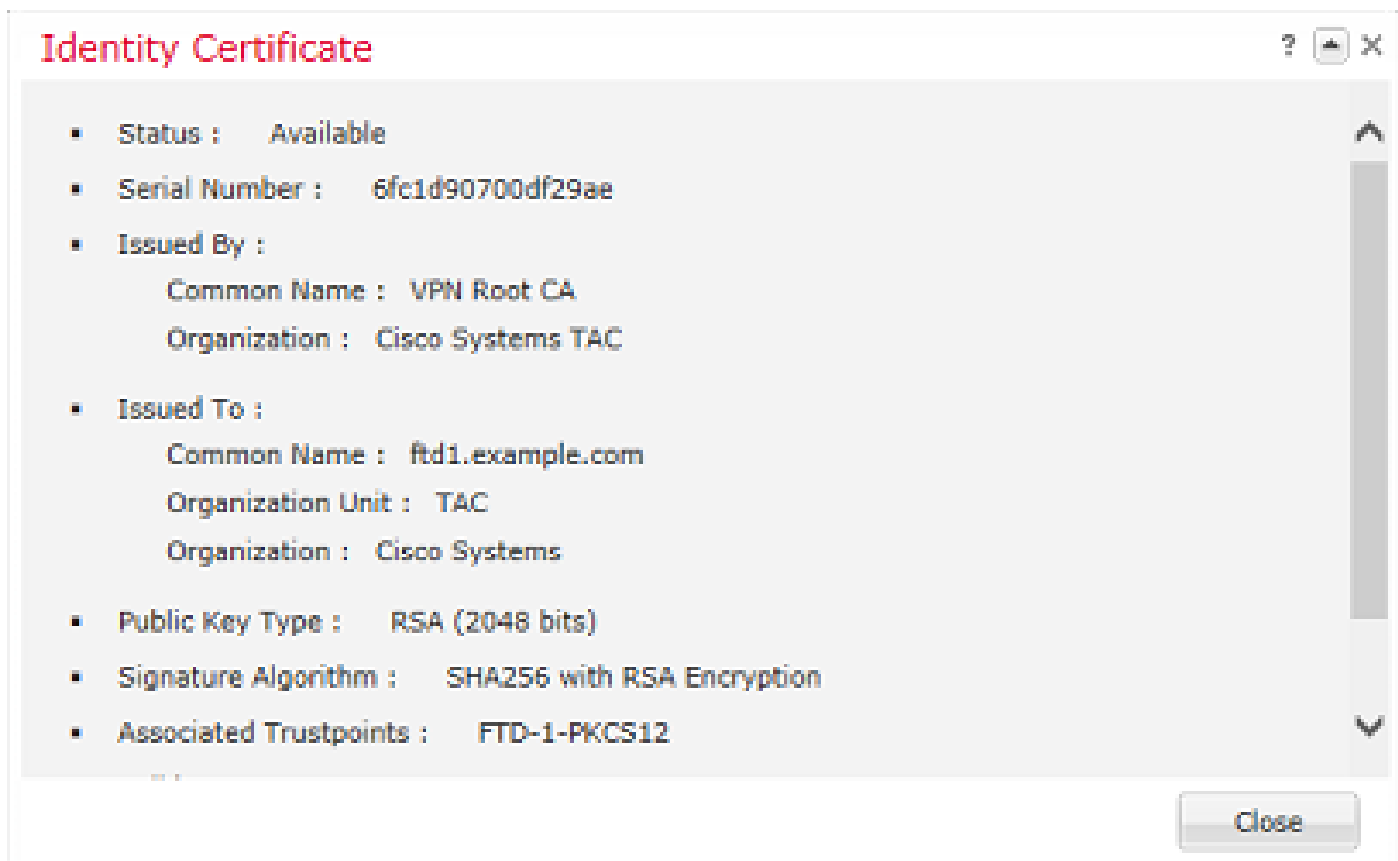 Identity Certificate
?
Status : Available
Serial Number : 6fc1d90700df29ae
Issued By :
Common Name : VPN Root CA
Organization : Cisco Systems TAC
Issued To :
Common Name : ftd1.example.com
Organization Unit : TAC
Organization : Cisco Systems
Public Key Type : RSA (2048 bits)
Signature Algorithm : SHA256 with RSA Encryption
Associated Trustpoints : FTD-1-PKCS12
Close